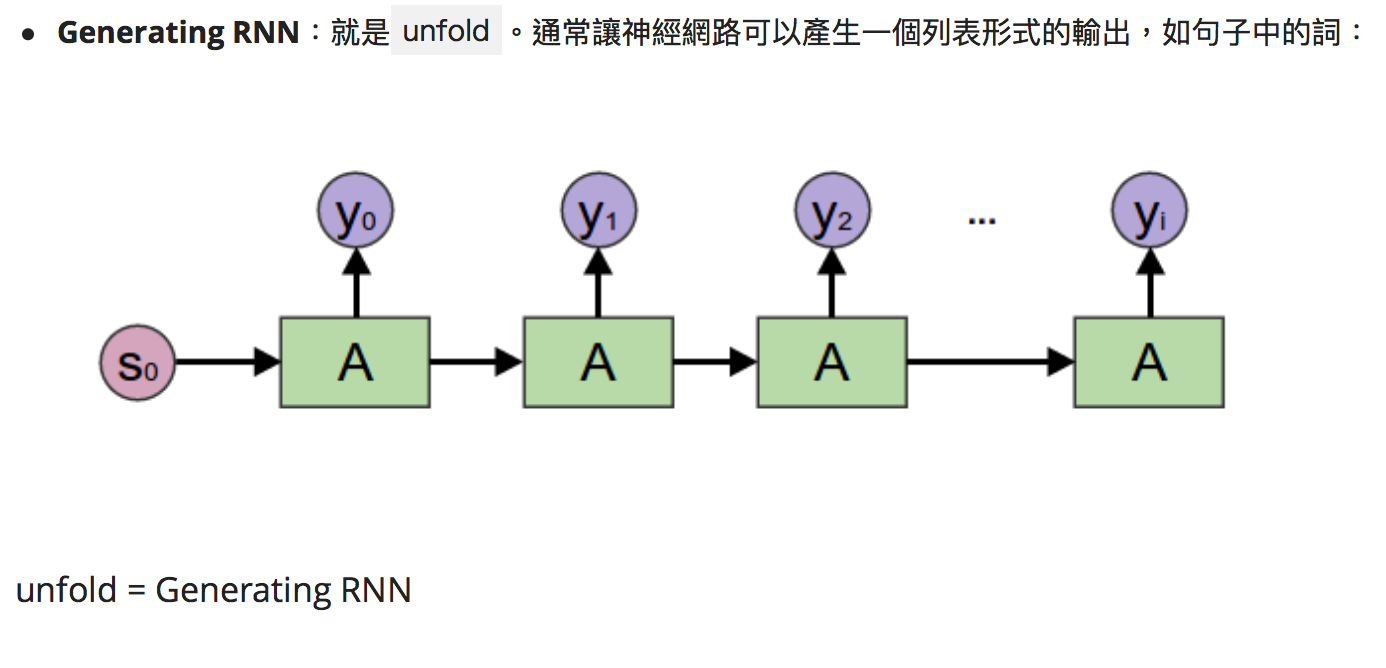 • Generating RNN：就是 unfold 。通常讓神經網路可以產生一個列表形式的輸出，如句子中的詞：
y0 y1 y2 ... yi
S0 A A A A
unfold = Generating RNN